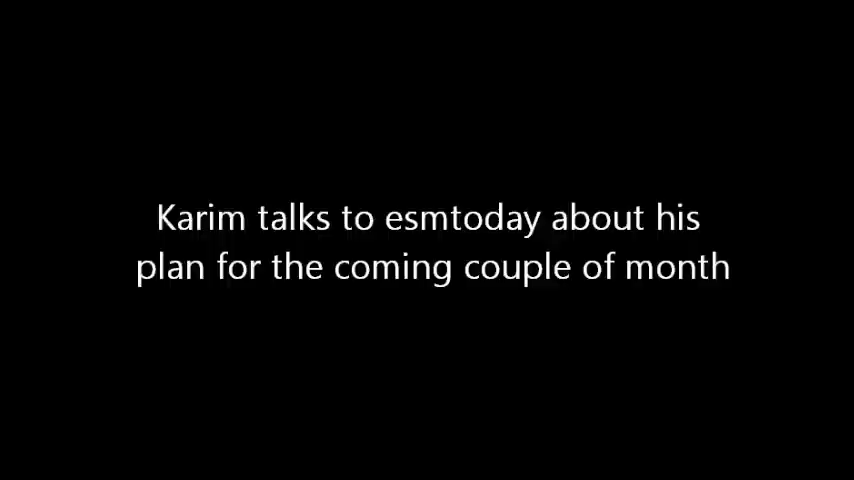 Karim talks to esmtoday about his
plan for the coming couple of month